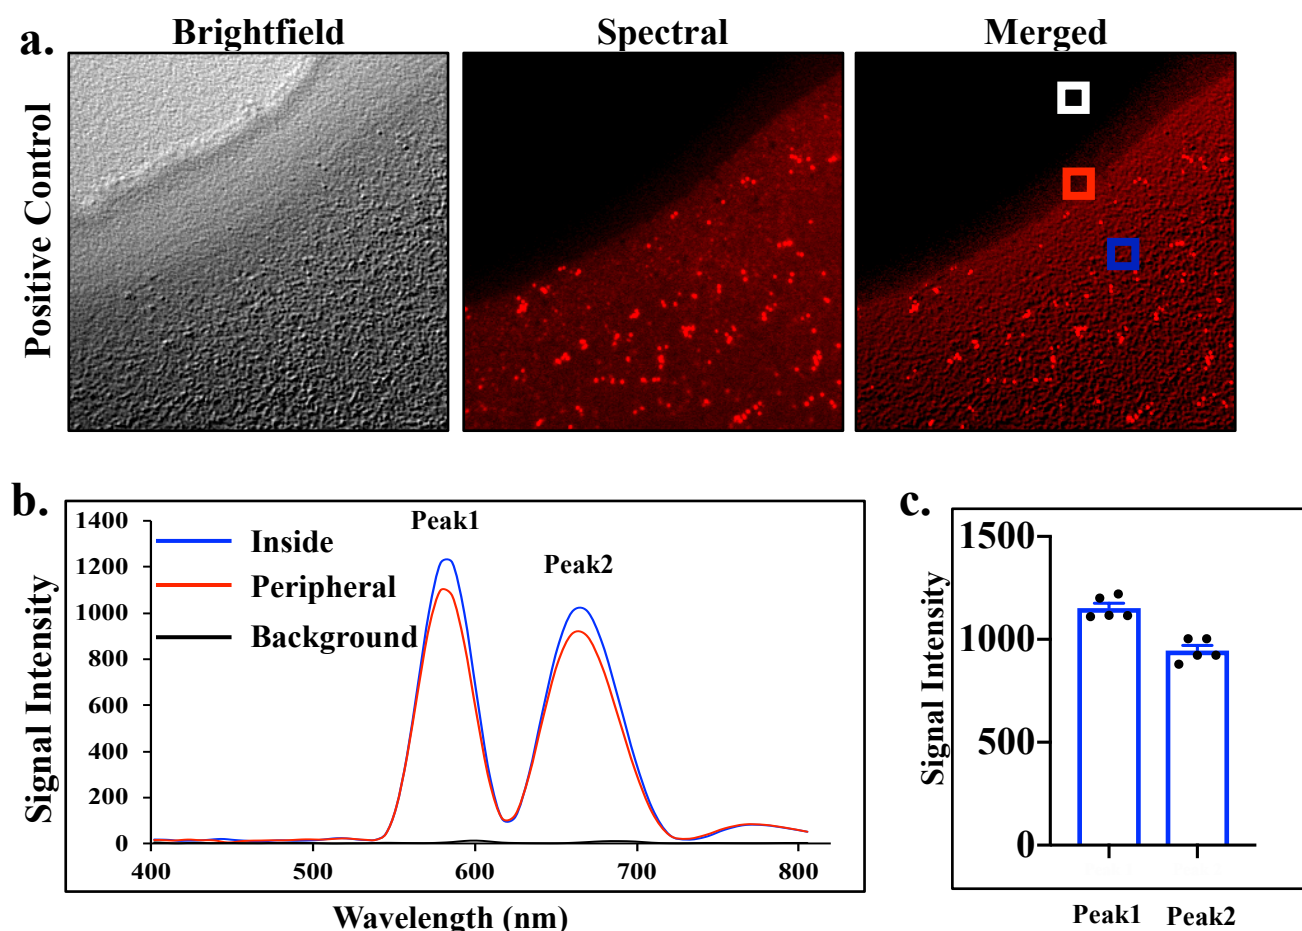 a.
Brightfield
Spectral
Merged
Positive Control
b.
1400
1200
1000
800
600
400
200
0
400
500
600
700
800
Signal Intensity
Wavelength (nm)
Inside
Peripheral
Background
Peak1
Peak2
c.
1500
1000
500
0
Signal Intensity
Peak1
Peak2